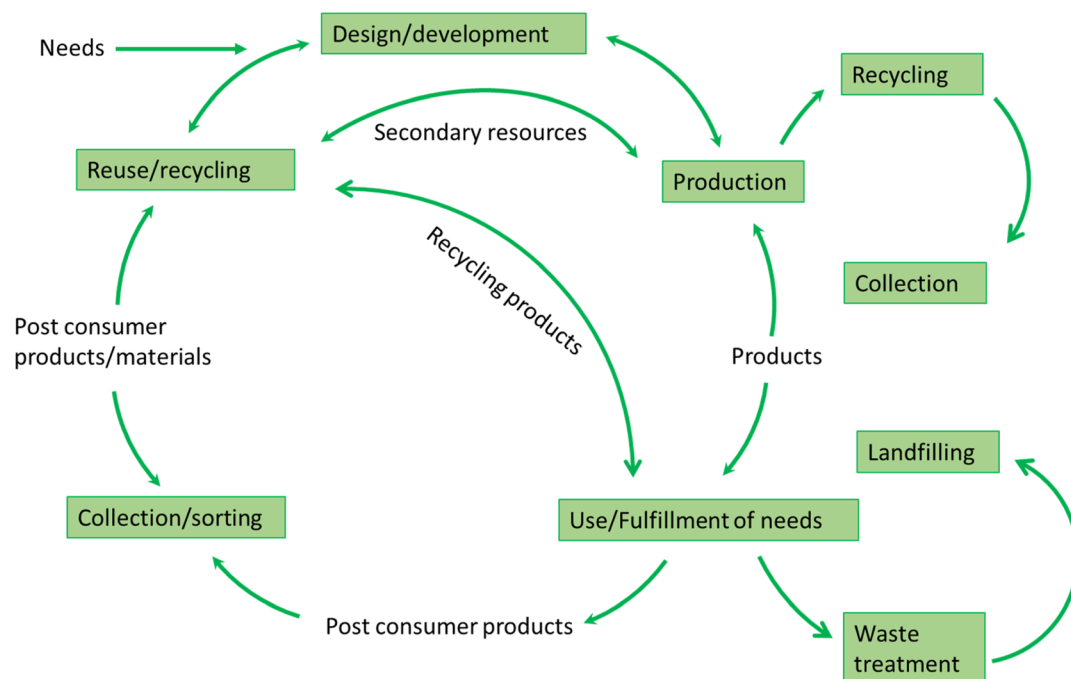 Needs
Design/development
Recycling
Secondary resources
Reuse/recycling
Production
Recycling products
Collection
Post consumer
products/materials
Products
Landfilling
Collection/sorting
Use/Fulfillment of needs
Post consumer products
Waste
treatment